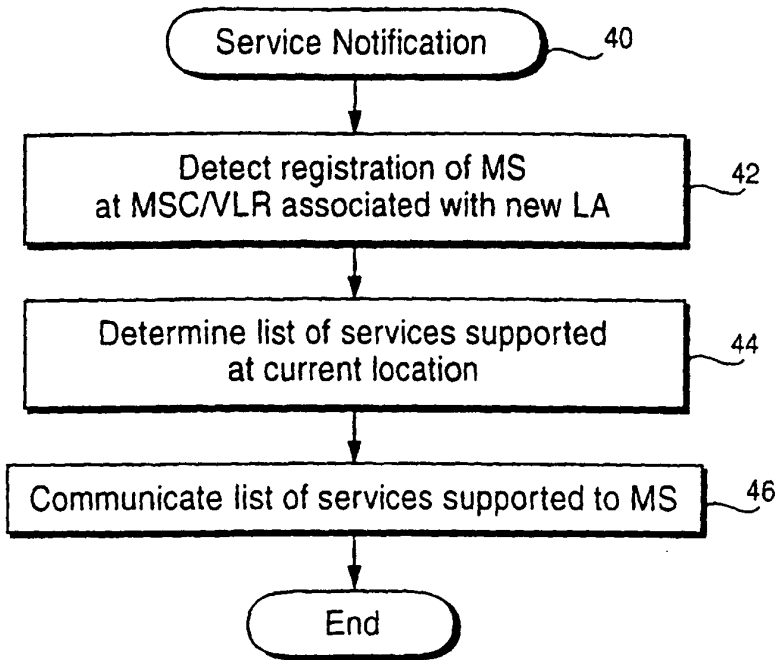 Service Notification
40
Detect registration of MS
at MSC/VLR associated with new LA
42
Determine list of services supported
at current location
44
Communicate list of services supported to MS
46
End